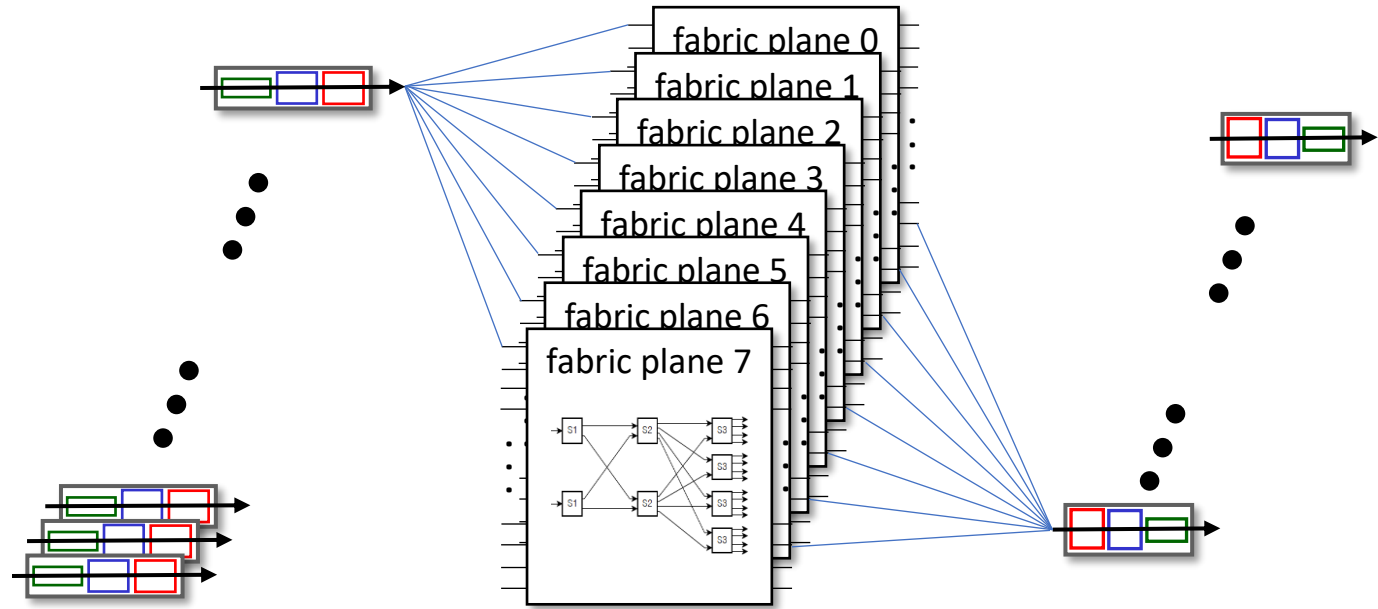 fabric plane 0
fabric plane 1
fabric plane 2
fabric plane 3
fabric plane 4
fabric plane 5
fabric plane 6
fabric plane 7
S1 S2 S3
S3
S1 S2 S3
S3